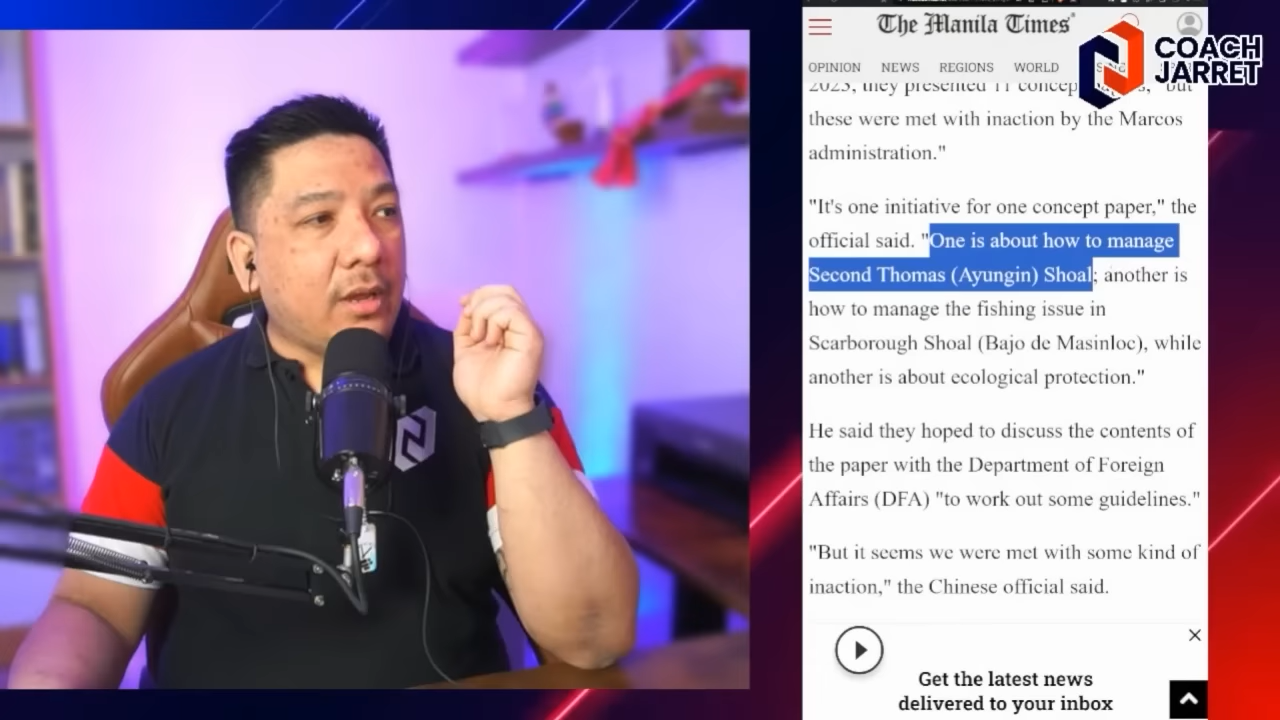 The Manila Times
COACH
JARRET
OPINION NEWS REGIONS WORLD
2023, they presented 11 concept
these were met with inaction by the Marcos
administration."
"It's one initiative for one concept paper," the
official said. "One is about how to manage
Second Thomas (Ayungin) Shoal; another is
how to manage the fishing issue in
Scarborough Shoal (Bajo de Masinloc), while
another is about ecological protection."
He said they hoped to discuss the contents of
the paper with the Department of Foreign
Affairs (DFA) "to work out some guidelines."
"But it seems we were met with some kind of
inaction," the Chinese official said.
Get the latest news
delivered to your inbox